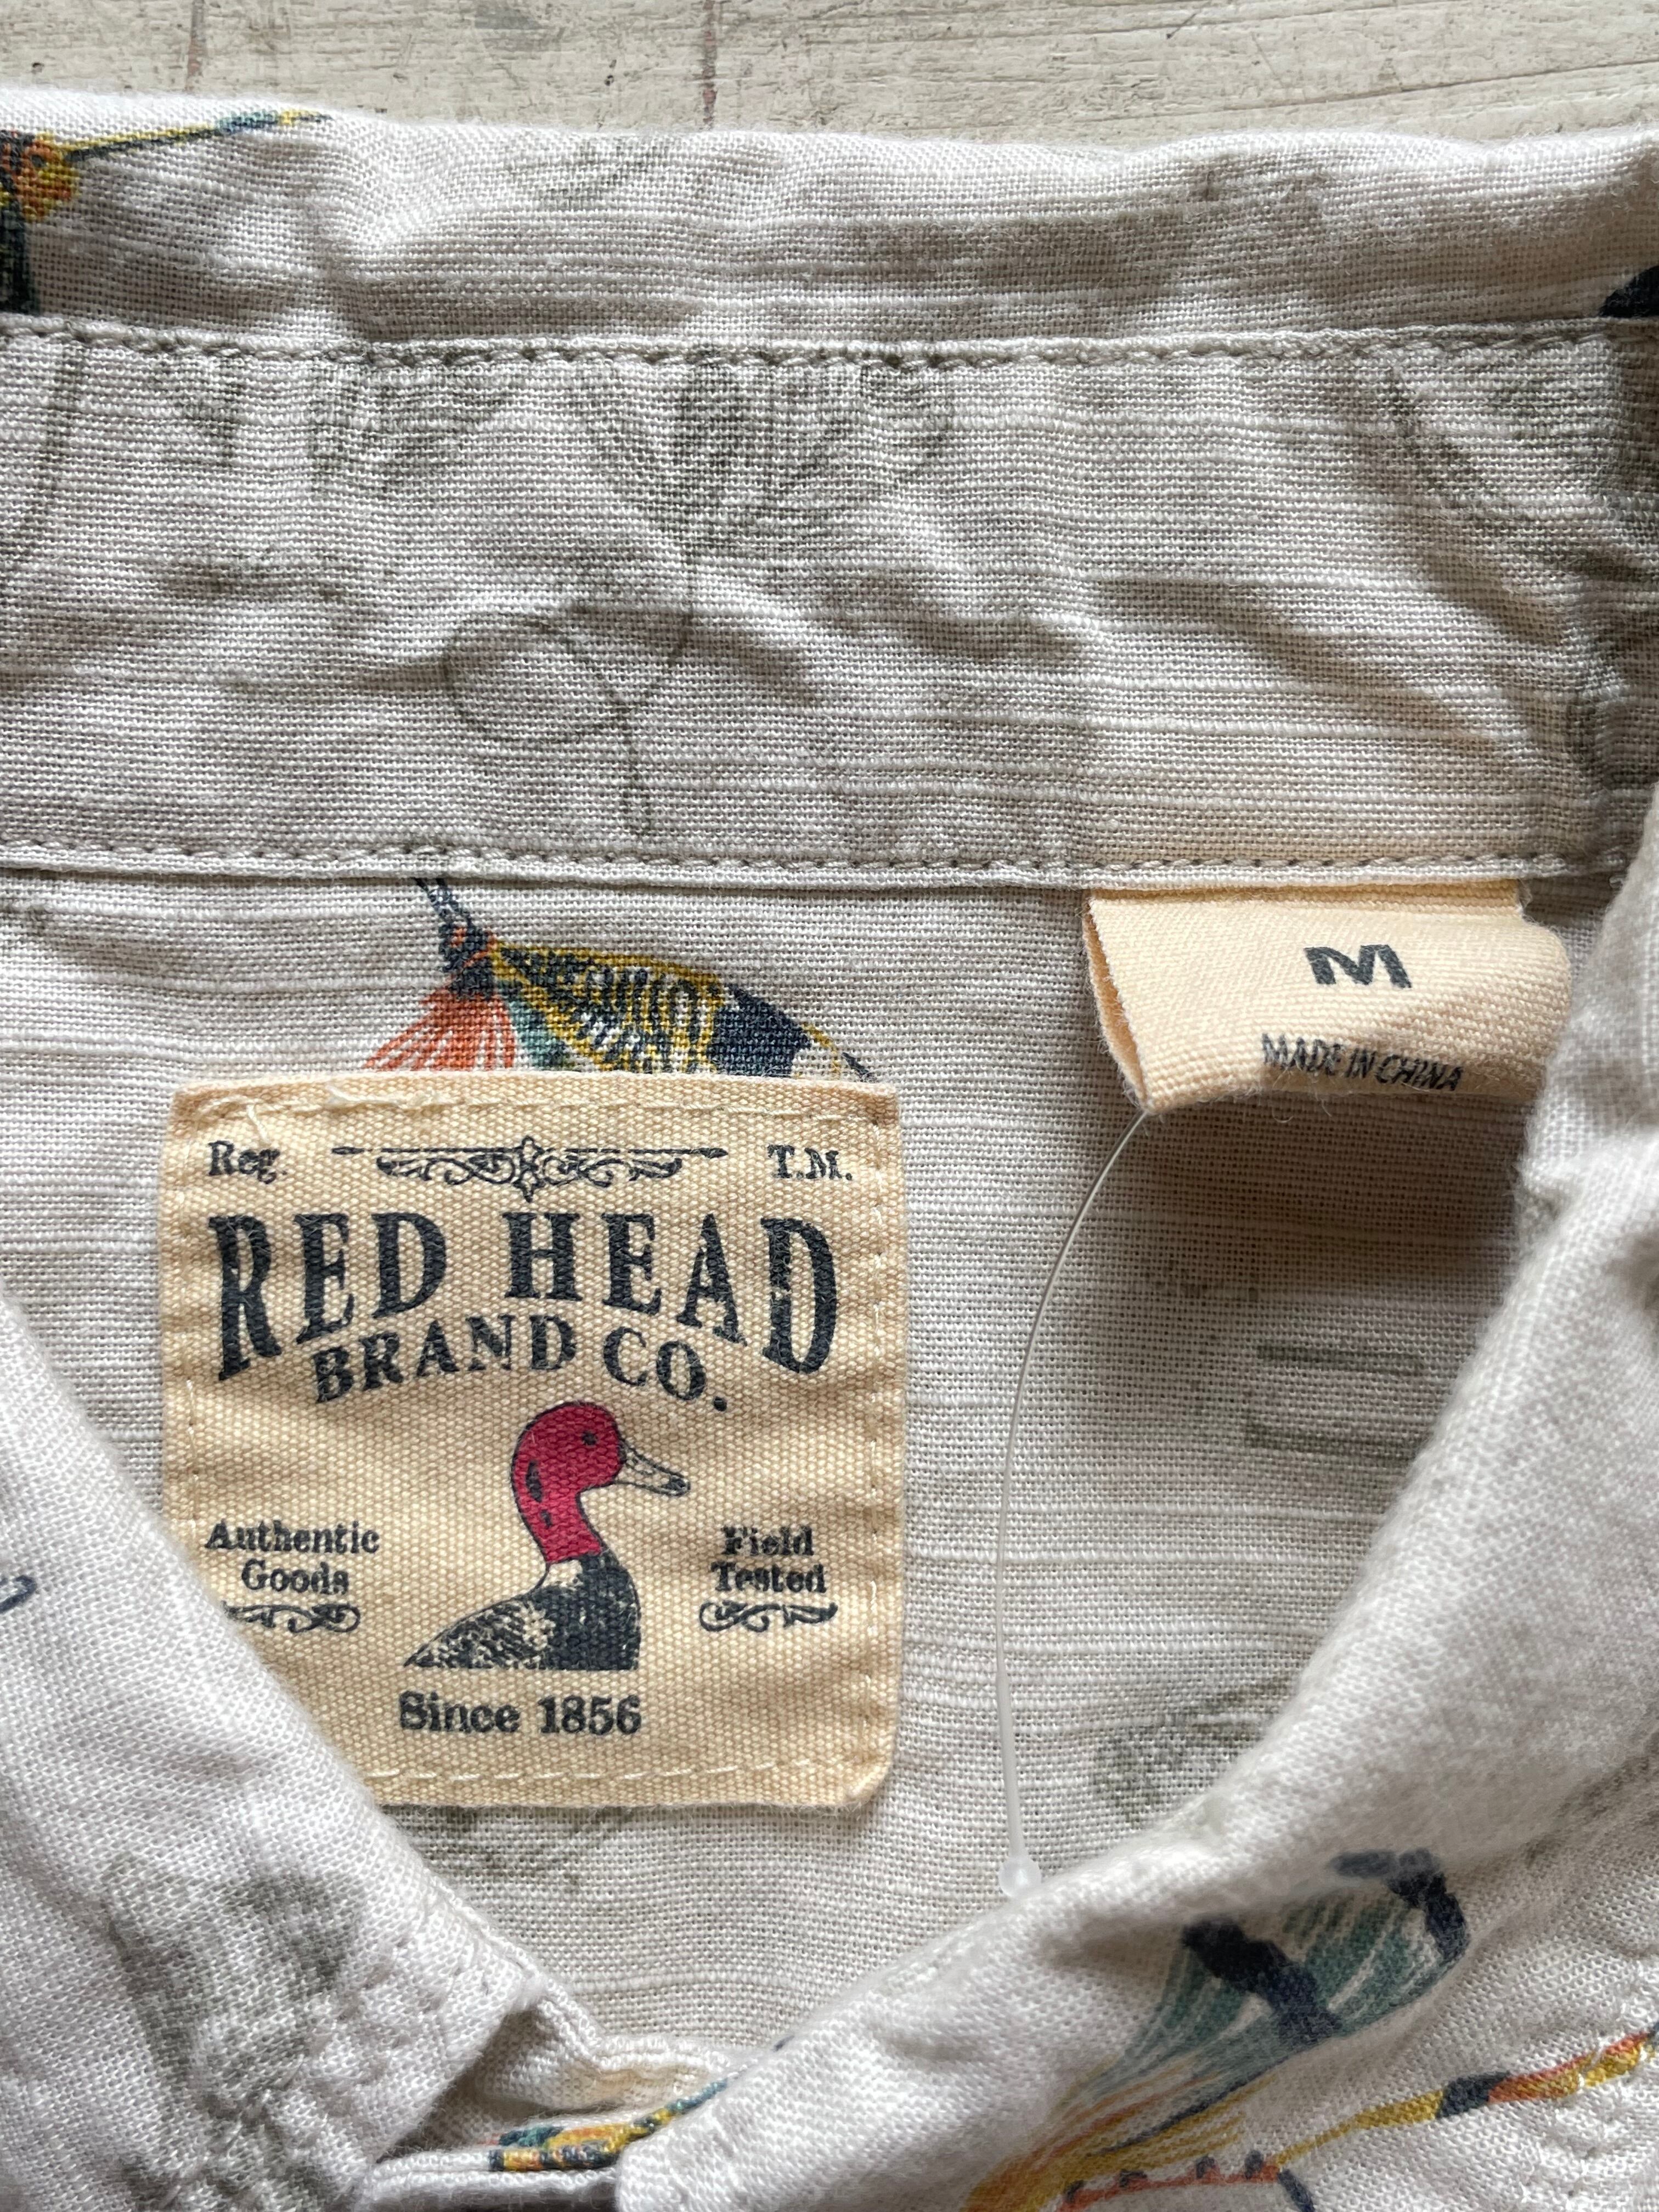 M
MADE IN CHINA
Reg. T.M.
RED HEAD
BRAND CO.
Authentic
Goods
Field
Tested
Since 1856